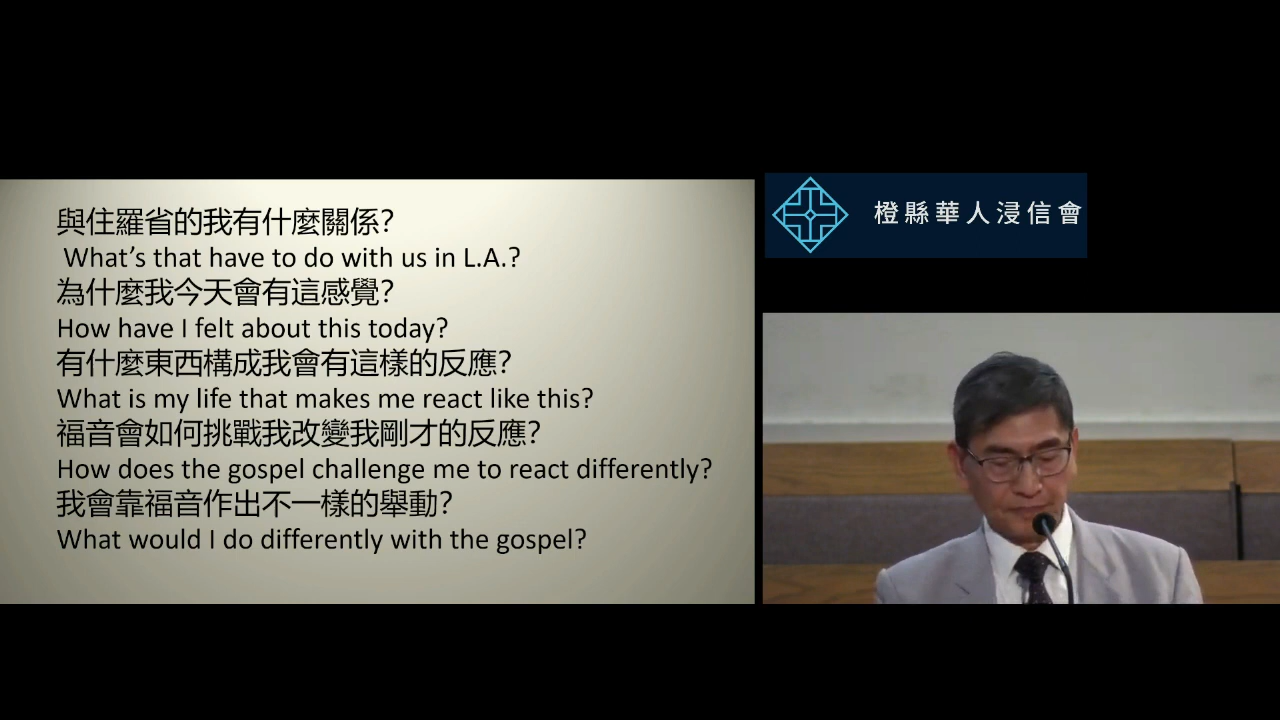 與住羅省的我有什麼關係?
What's that have to do with us in L.A.?
為什麼我今天會有這感覺?
How have I felt about this today?
有什麼東西構成我會有這樣的反應?
What is my life that makes me react like this?
福音會如何挑戰我改變我剛才的反應?
How does the gospel challenge me to react differently?
我會靠福音作出不一樣的舉動?
What would I do differently with the gospel?
橙縣華人浸信會